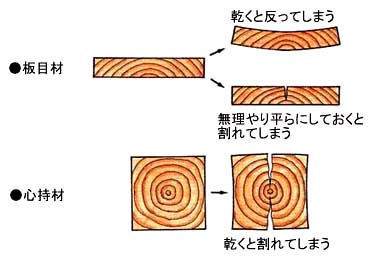 乾くと反ってしまう
●板目材
無理やり平らにしておくと
割れてしまう
●心持材
乾くと割れてしまう